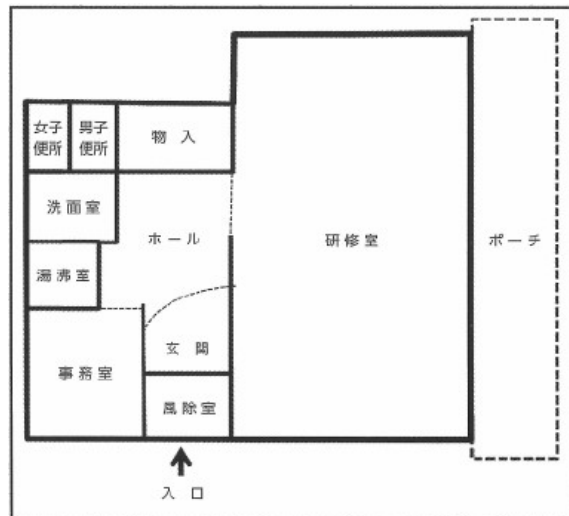 女子
便所
男子
便所
物入
洗面室
ホール
研修室
ポーチ
湯沸室
玄関
事務室
風除室
入口